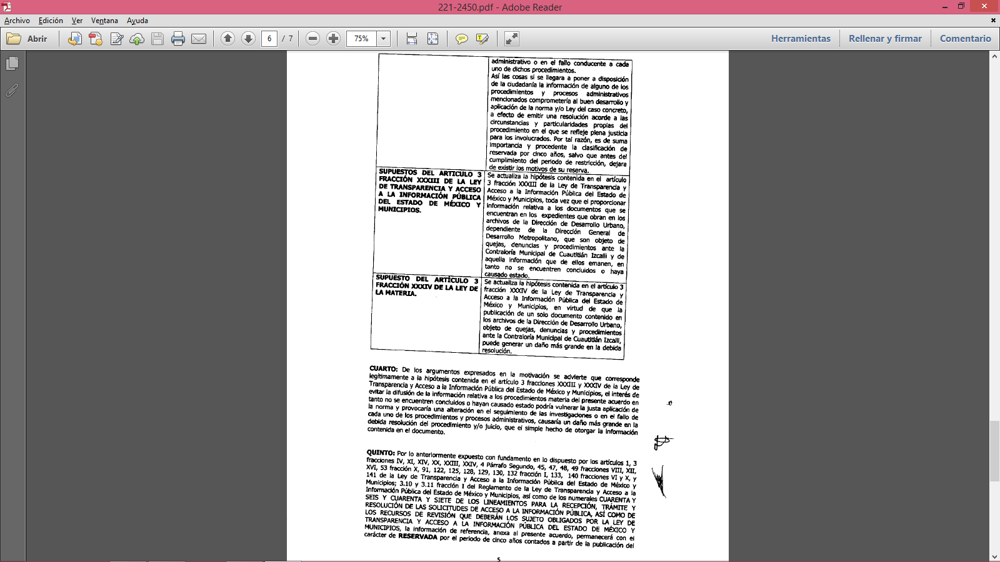 221-2450.pdf - Adobe Reader
Archivo Edición Ver Ventana Ayuda
Abrir 6 / 7 75% Herramientas Rellenar y firmar Comentario
administrativo o en el fallo conducente a cada
uno de dichos procedimientos.
Así las cosas si se llegara a poner a disposición
de la ciudadanía la información de alguno de los
procedimientos y procesos administrativos
mencionados comprometería al buen desarrollo y
aplicación de la norma y/o Ley del caso concreto,
a efecto de emitir una resolución acorde a las
circunstancias y particularidades propias del
procedimiento en el que se refleje plena justicia
para los involucrados. Por tal razón, es de suma
importancia y procedente la clasificación de
reservada por cinco años, salvo que antes del
cumplimiento del periodo de restricción, dejara
de existir los motivos de su reserva.
SUPUESTOS DEL ARTICULO 3
FRACCIÓN XXXIII DE LA LEY
DE TRANSPARENCIA Y ACCESO
A LA INFORMACIÓN PÚBLICA
DEL ESTADO DE MÉXICO Y
MUNICIPIOS.
Se actualiza la hipótesis contenida en el artículo
3 fracción XXXIII de la Ley de Transparencia y
Acceso a la Información Pública del Estado de
México y Municipios, toda vez que el proporcionar
información relativa a los documentos que se
encuentran en los expedientes que obran en los
archivos de la Dirección de Desarrollo Urbano,
dependiente de la Dirección General de
Desarrollo Metropolitano, que son objeto de
quejas, denuncias y procedimientos ante la
Contraloría Municipal de Cuautitlán Izcalli y de
aquella información que de ellos emanen, en
tanto no se encuentren concluidos o haya
causado estado.
SUPUESTO DEL ARTÍCULO 3
FRACCIÓN XXXIV DE LA LEY DE
LA MATERIA.
Se actualiza la hipótesis contenida en el artículo 3
fracción XXXIV de la Ley de Transparencia y
Acceso a la Información Pública del Estado de
México y Municipios, en virtud de que la
publicación de un solo documento contenido en
los archivos de la Dirección de Desarrollo Urbano,
objeto de quejas, denuncias y procedimientos
ante la Contraloría Municipal de Cuautitlán Izcalli,
puede generar un daño más grande en la debida
resolución.
CUARTO: De los argumentos expresados en la motivación se advierte que corresponde
legítimamente a la hipótesis contenida en el artículo 3 fracciones XXXIII y XXXIV de la Ley de
Transparencia y Acceso a la Información Pública del Estado de México y Municipios, el interés de
evitar la difusión de la información relativa a los procedimientos materia del presente acuerdo en
tanto no se encuentren concluidos o hayan causado estado podría vulnerar la justa aplicación de
la norma y provocaría una alteración en el seguimiento de las investigaciones o en el fallo de
cada uno de los procedimientos y procesos administrativos, causaría un daño más grande en la
debida resolución del procedimiento y/o juicio, que el simple hecho de otorgar la información
contenida en el documento.
QUINTO: Por lo anteriormente expuesto con fundamento en lo dispuesto por los artículos 1, 3
fracciones IV, XI, XIV, XX, XXIII, XXIV, 4 Párrafo Segundo, 45, 47, 48, 49 fracciones VIII, XII,
XVI, 53 fracción X, 91, 122, 125, 128, 129, 130, 132 fracción I, 133, 140 fracciones VI y X, y
141 de la Ley de Transparencia y Acceso a la Información Pública del Estado de México y
Municipios; 3.10 y 3.11 fracción I del Reglamento de la Ley de Transparencia y Acceso a la
Información Pública del Estado de México y Municipios, así como de los numerales CUARENTA Y
SEIS Y CUARENTA Y SIETE DE LOS LINEAMIENTOS PARA LA RECEPCIÓN, TRÁMITE Y
RESOLUCIÓN DE LAS SOLICITUDES DE ACCESO A LA INFORMACIÓN PÚBLICA, ASÍ COMO DE
LOS RECURSOS DE REVISIÓN QUE DEBERÁN LOS SUJETO OBLIGADOS POR LA LEY DE
TRANSPARENCIA Y ACCESO A LA INFORMACIÓN PÚBLICA DEL ESTADO DE MÉXICO Y
MUNICIPIOS, la información de referencia, anexa al presente acuerdo, permanecerá con el
carácter de RESERVADA por el periodo de cinco años contados a partir de la publicación del
5